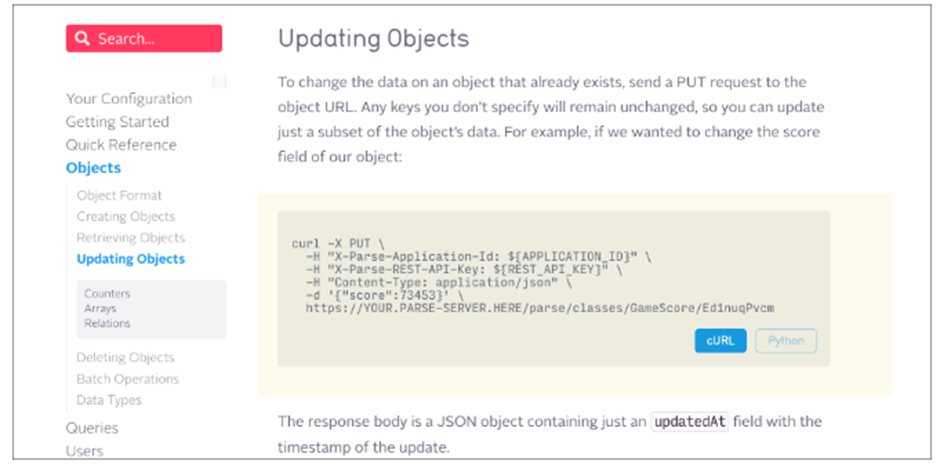 Search...
Your Configuration
Getting Started
Quick Reference
Objects
Object Format
Creating Objects
Retrieving Objects
Updating Objects
Counters
Arrays
Relations
Deleting Objects
Batch Operations
Data Types
Queries
Users
Updating Objects
To change the data on an object that already exists, send a PUT request to the
object URL. Any keys you don't specify will remain unchanged, so you can update
just a subset of the object's data. For example, if we wanted to change the score
field of our object:
curl -X PUT \
-H "X-Parse-Application-Id: ${APPLICATION_ID}" \
-H "X-Parse-REST-API-Key: ${REST_API_KEY}" \
-H "Content-Type: application/json" \
-d '{"score":73453}' \
https://YOUR.PARSE-SERVER.HERE/parse/classes/GameScore/Ed1nuqPvcm
cURL Python
The response body is a JSON object containing just an updatedAt field with the
timestamp of the update.